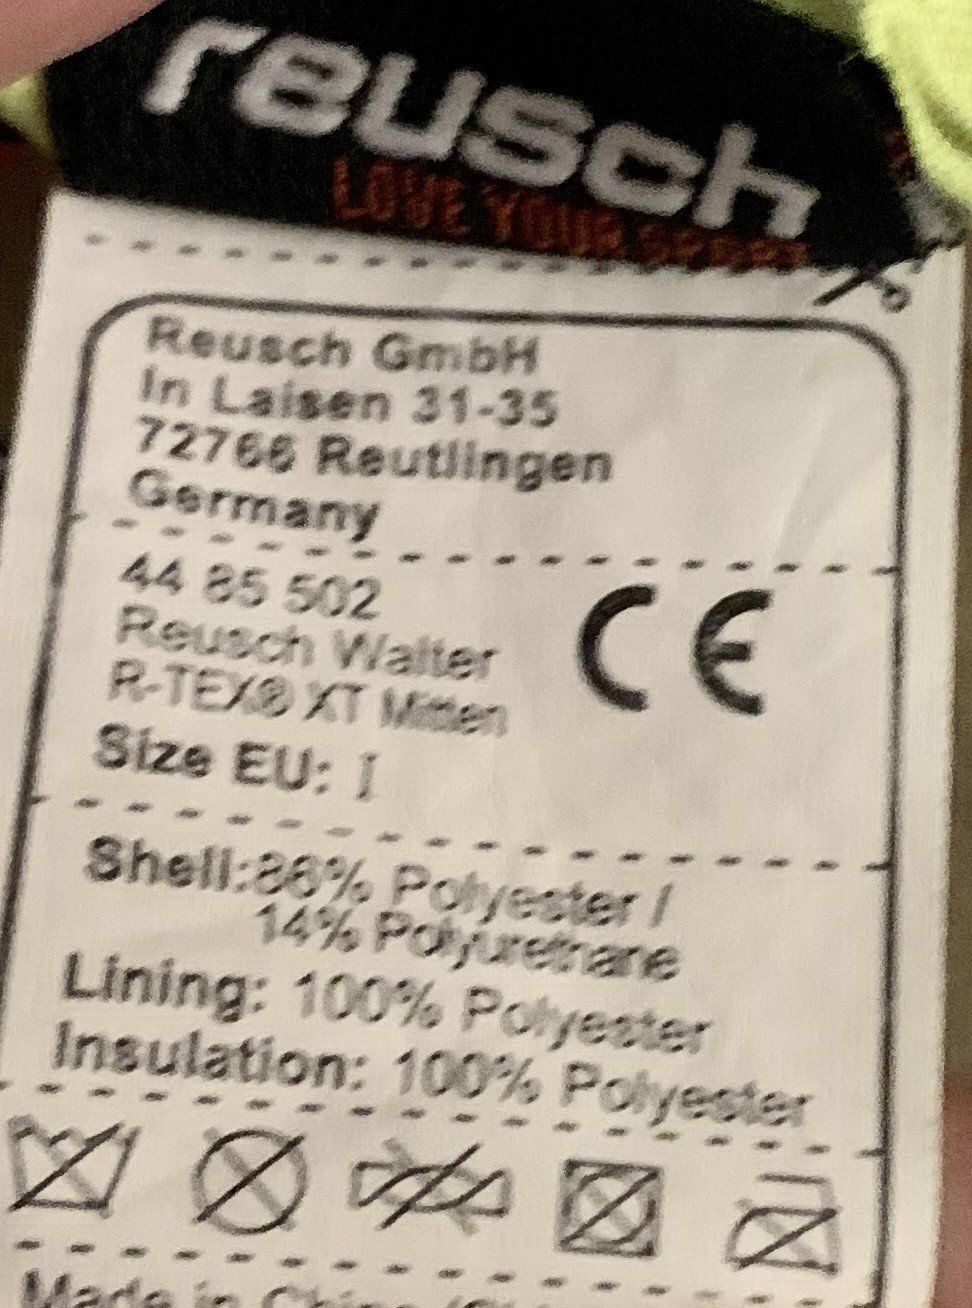 reusch
LOVE YOUR SPORT
Reusch GmbH
In Laisen 31-35
72766 Reutlingen
Germany
44 85 502
Reusch Walter
R-TEX® XT Mitten
CE
Size EU: I
Shell:86% Polyester /
14% Polyurethane
Lining: 100% Polyester
Insulation: 100% Polyester
Made in China